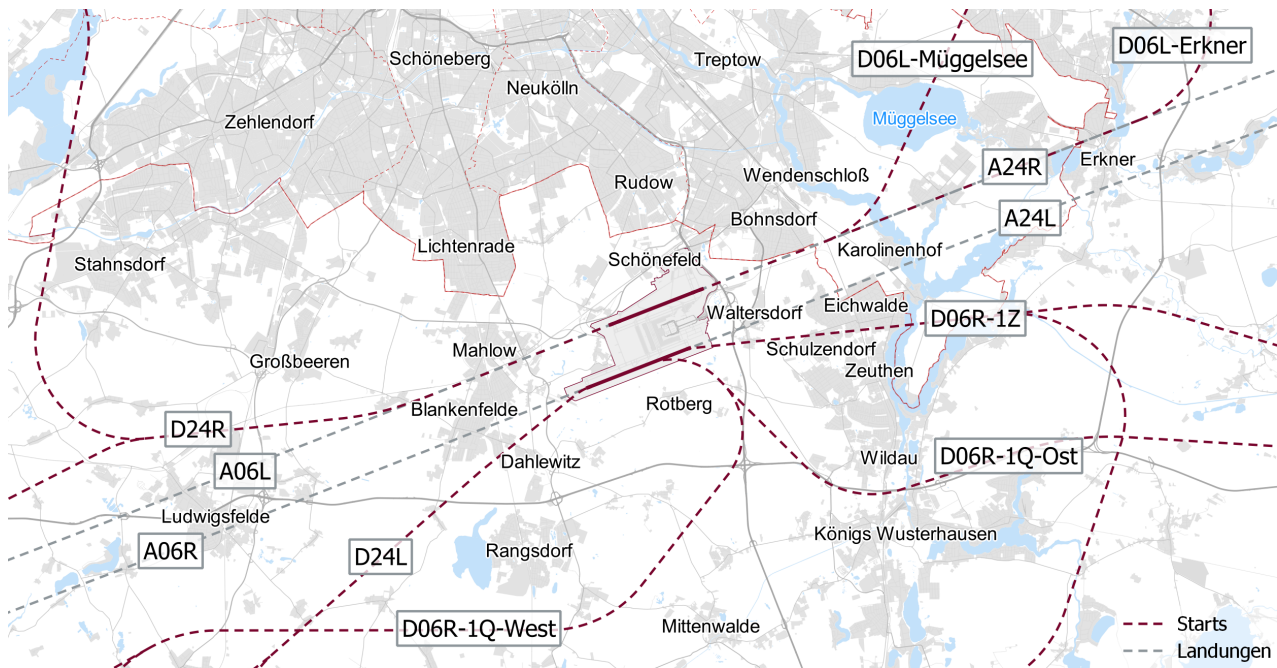 D06L-Erkner
Schöneberg
Treptow
D06L-Müggelsee
Neukölln
Zehlendorf
Müggelsee
Erkner
A24R
Wendenschloß
Rudow
A24L
Bohnsdorf
Lichtenrade
Karolinenhof
Schönefeld
Stahnsdorf
Eichwalde
Waltersdorf
D06R-1Z
Mahlow
Schulzendorf
Großbeeren
Zeuthen
Rotberg
Blankenfelde
D24R
D06R-1Q-Ost
Wildau
Dahlewitz
A06L
Ludwigsfelde
Königs Wusterhausen
A06R
Rangsdorf
D24L
D06R-1Q-West
Mittenwalde
Starts
Landungen